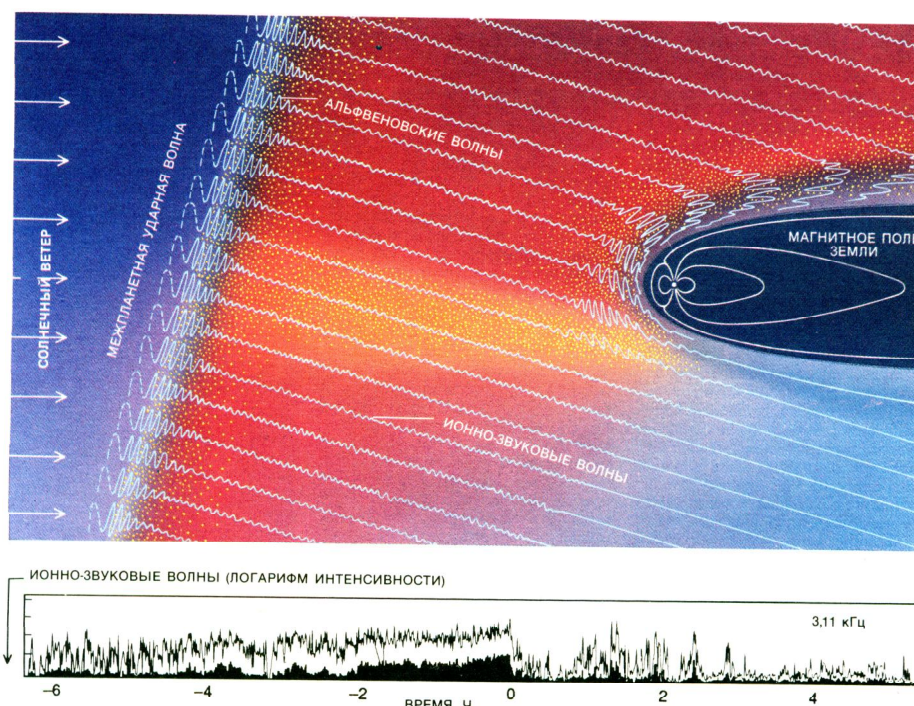 АЛЬФВЕНОВСКИЕ ВОЛНЫ
МЕЖПЛАНЕТНАЯ УДАРНАЯ ВОЛНА
СОЛНЕЧНЫЙ ВЕТЕР
МАГНИТНОЕ ПОЛ
ЗЕМЛИ
ИОННО-ЗВУКОВЫЕ ВОЛНЫ
ИОННО-ЗВУКОВЫЕ ВОЛНЫ (ЛОГАРИФМ ИНТЕНСИВНОСТИ)
3,11 кГц
−6 −4 −2 0 2 4
ВРЕМЯ, Ч